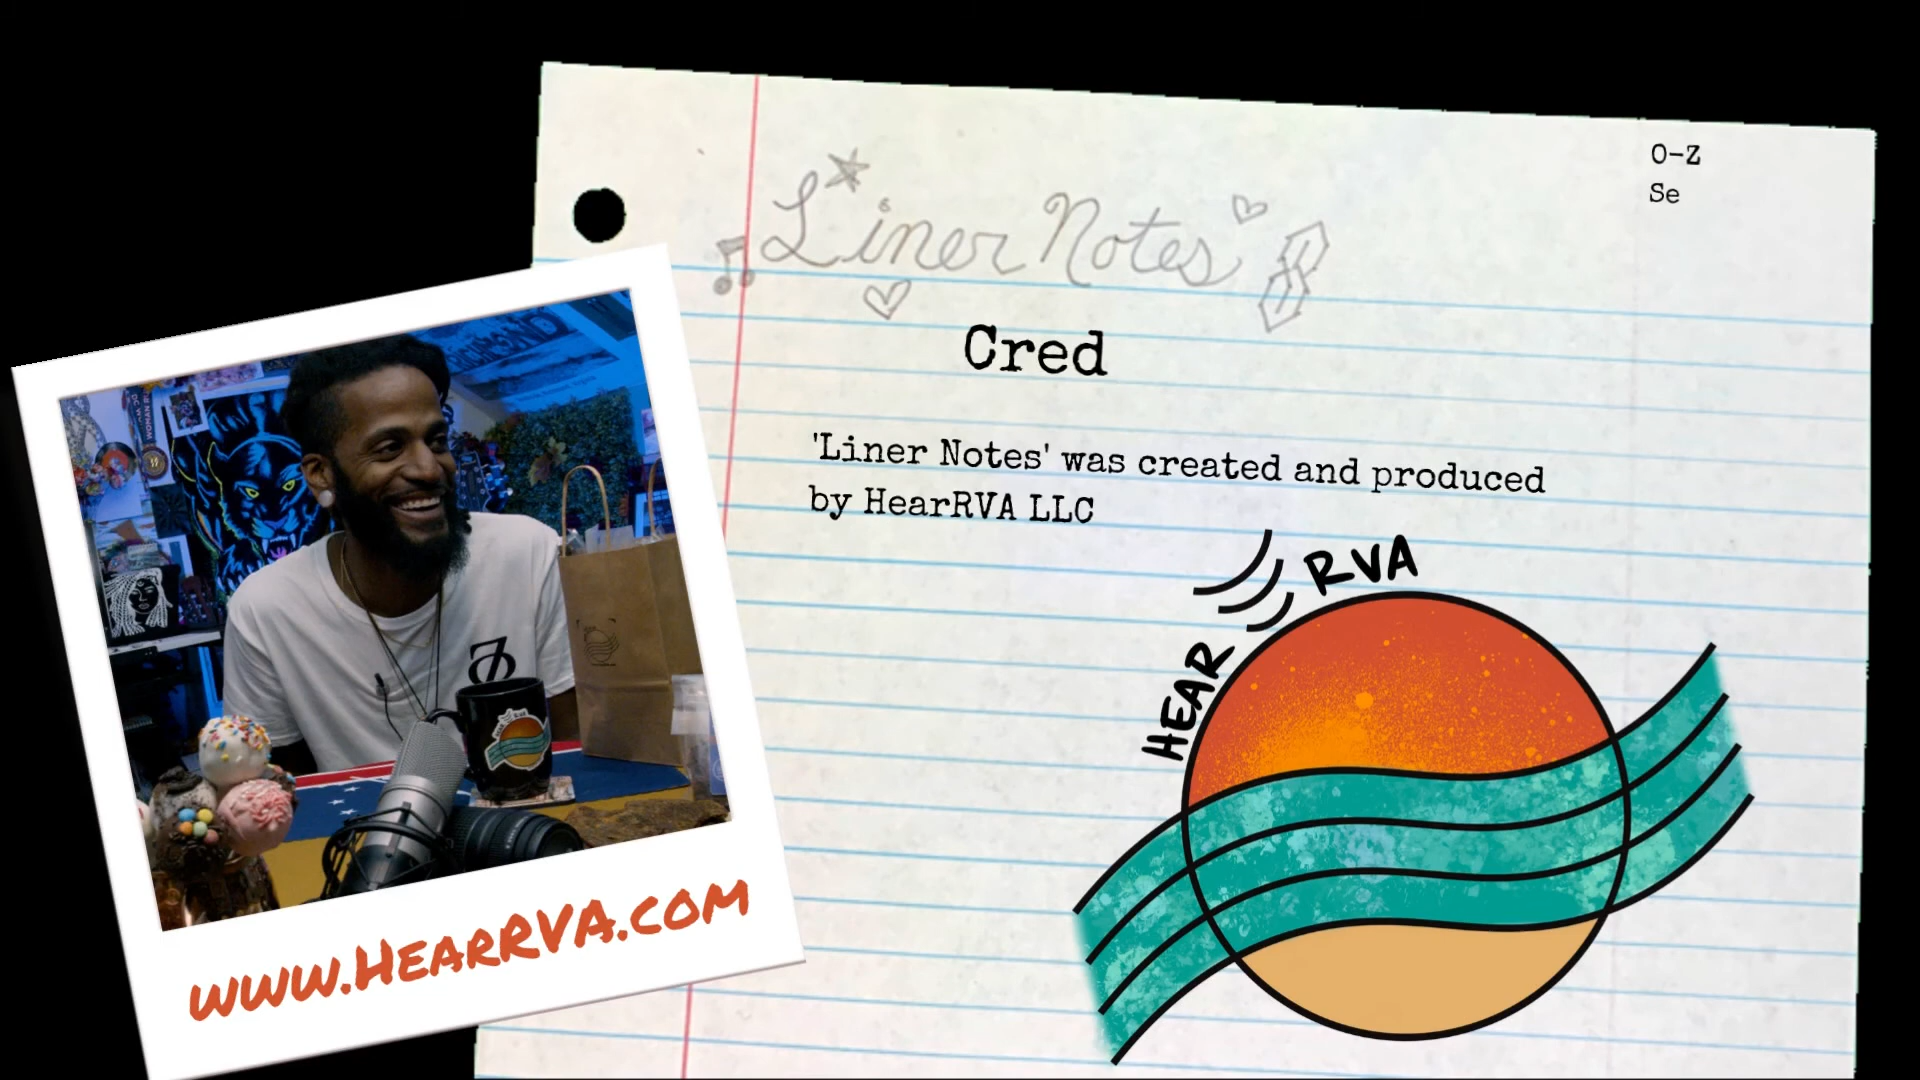 O-Z
Se
Liner Notes
Cred
'Liner Notes' was created and produced
by HearRVA LLC
HEAR RVA
www.HearRVA.com